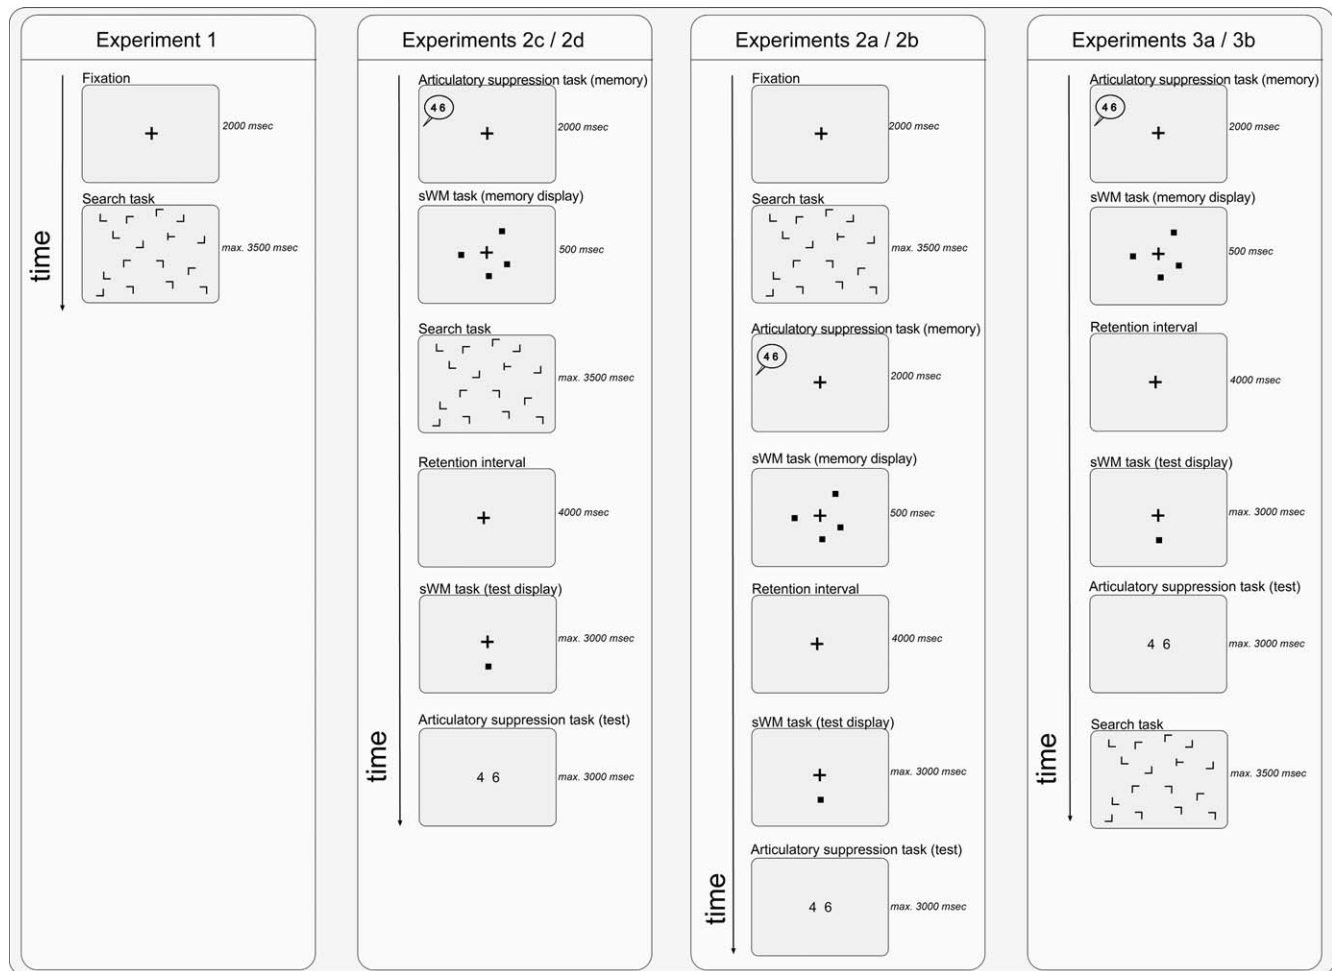 Experiment 1
Fixation
2000 msec
Search task
max. 3500 msec
time
Experiments 2c / 2d
Articulatory suppression task (memory)
4 6
2000 msec
sWM task (memory display)
500 msec
Search task
max. 3500 msec
Retention interval
4000 msec
sWM task (test display)
max. 3000 msec
Articulatory suppression task (test)
4 6
max. 3000 msec
time
Experiments 2a / 2b
Fixation
2000 msec
Search task
max. 3500 msec
Articulatory suppression task (memory)
4 6
2000 msec
sWM task (memory display)
500 msec
Retention interval
4000 msec
sWM task (test display)
max. 3000 msec
Articulatory suppression task (test)
4 6
max. 3000 msec
time
Experiments 3a / 3b
Articulatory suppression task (memory)
4 6
2000 msec
sWM task (memory display)
500 msec
Retention interval
4000 msec
sWM task (test display)
max. 3000 msec
Articulatory suppression task (test)
4 6
max. 3000 msec
Search task
max. 3500 msec
time